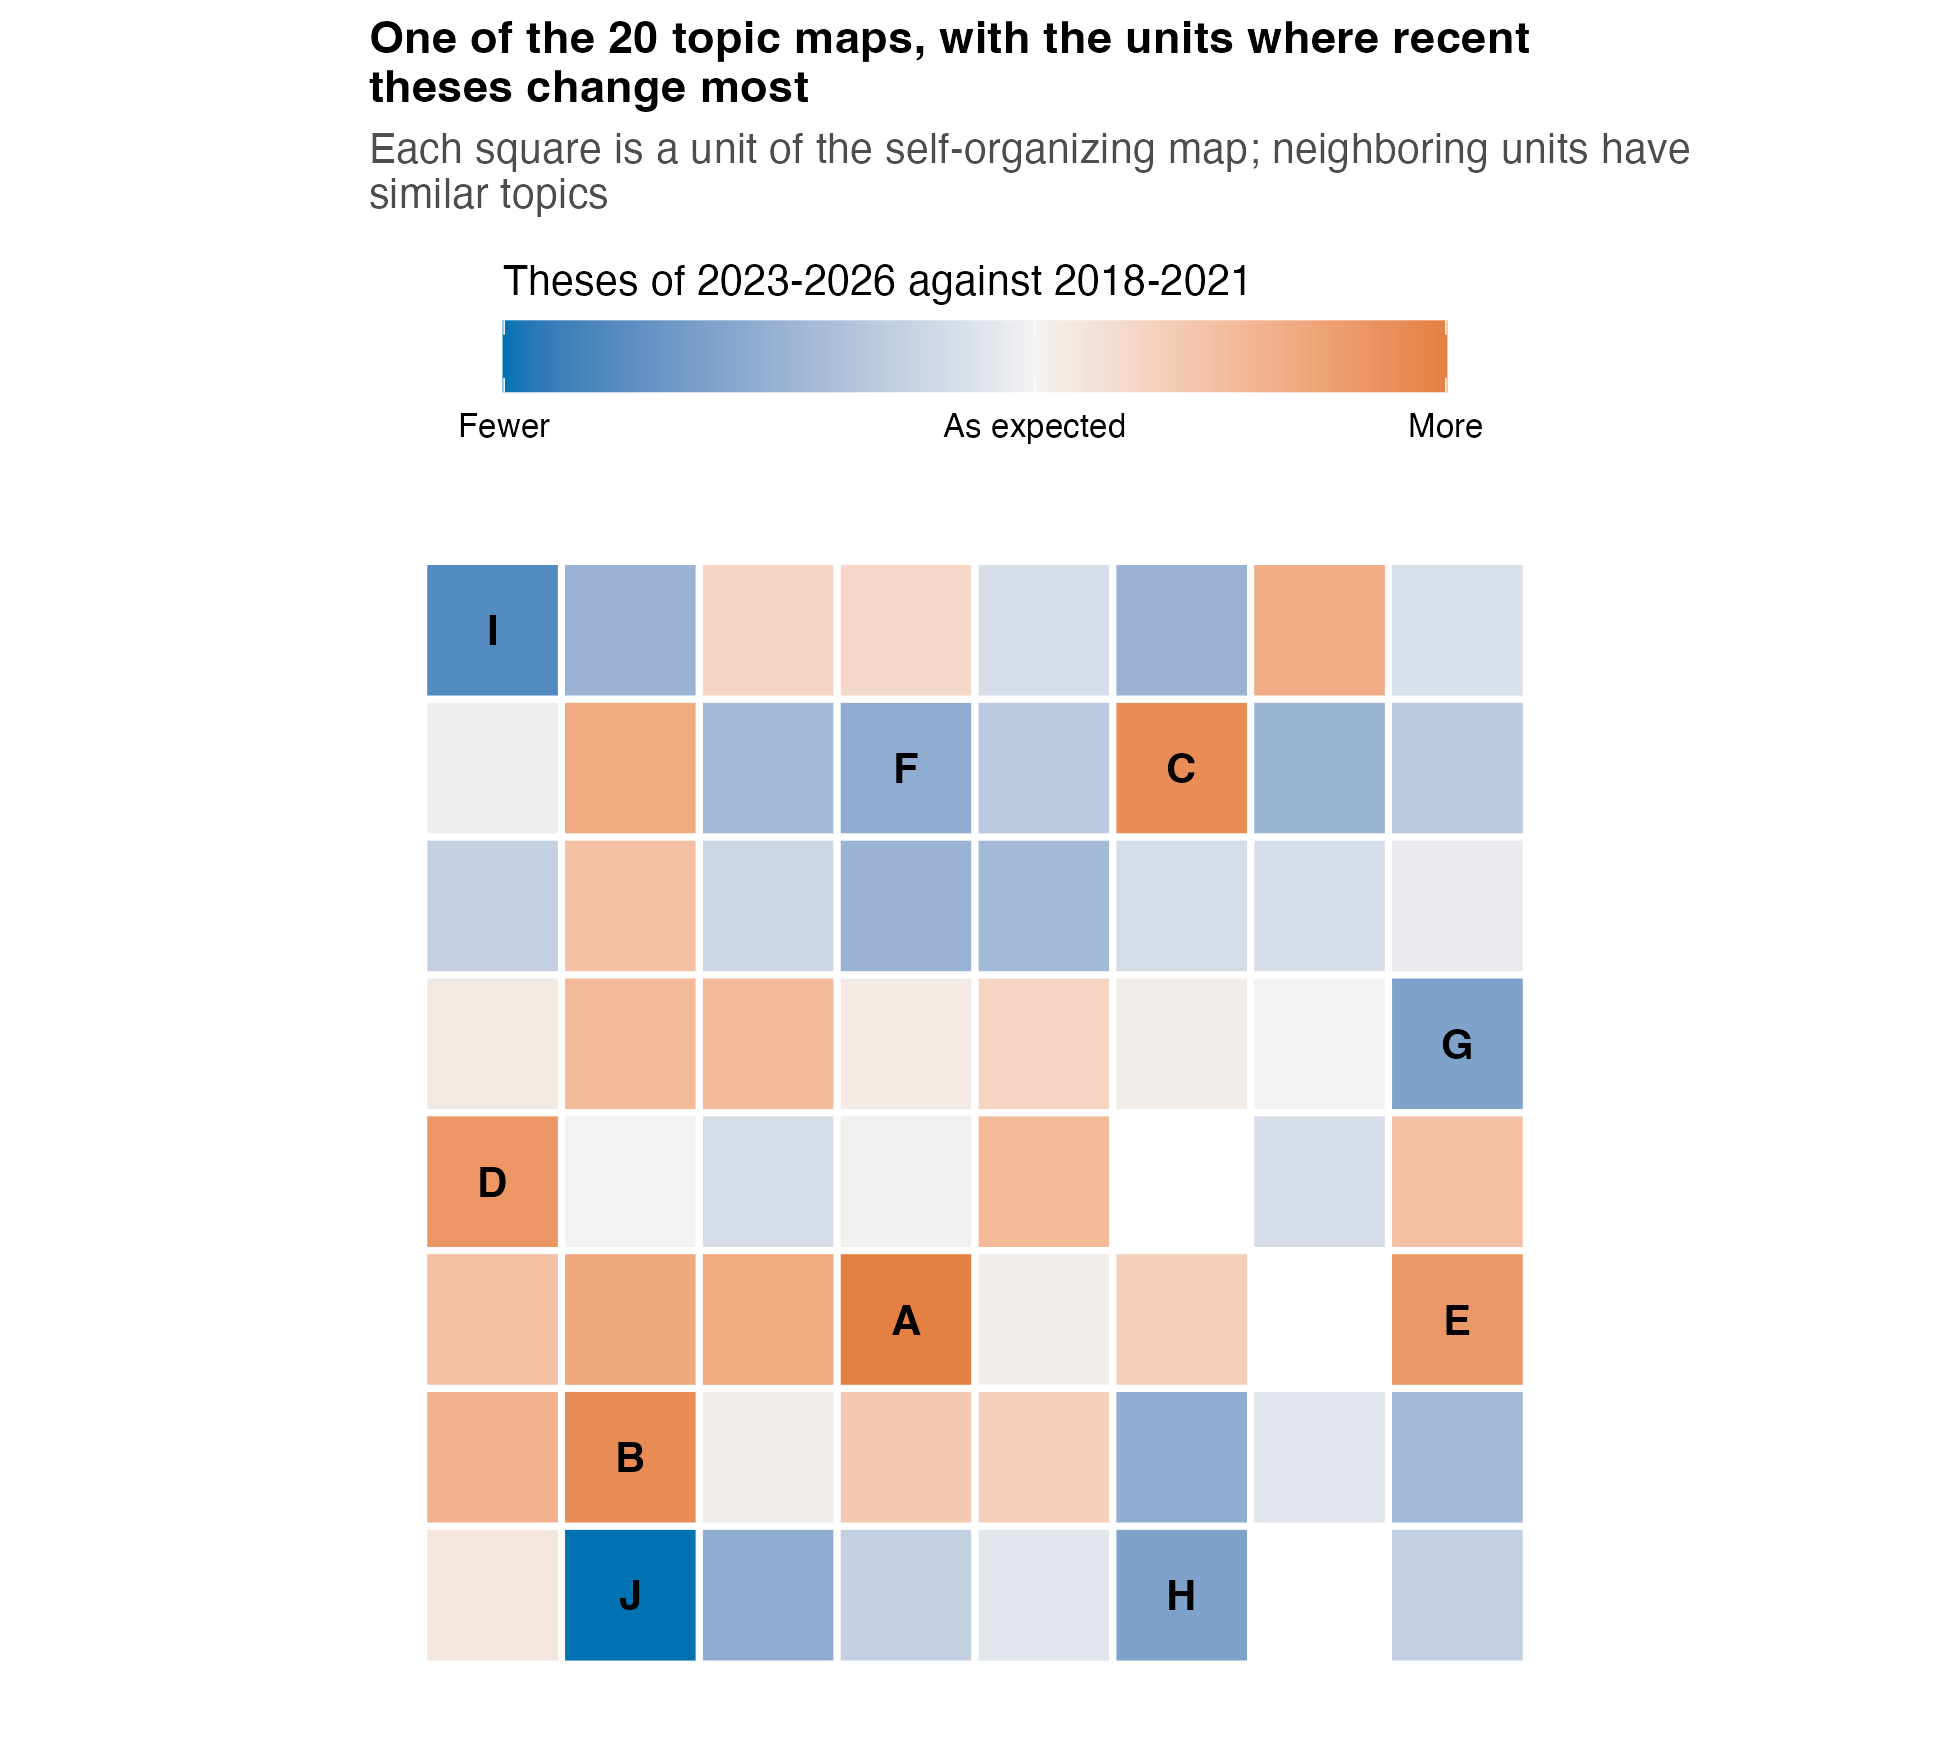 One of the 20 topic maps, with the units where recent
theses change most
Each square is a unit of the self-organizing map; neighboring units have
similar topics
Theses of 2023-2026 against 2018-2021
Fewer As expected More
I
F C
G
D
A E
B
J H